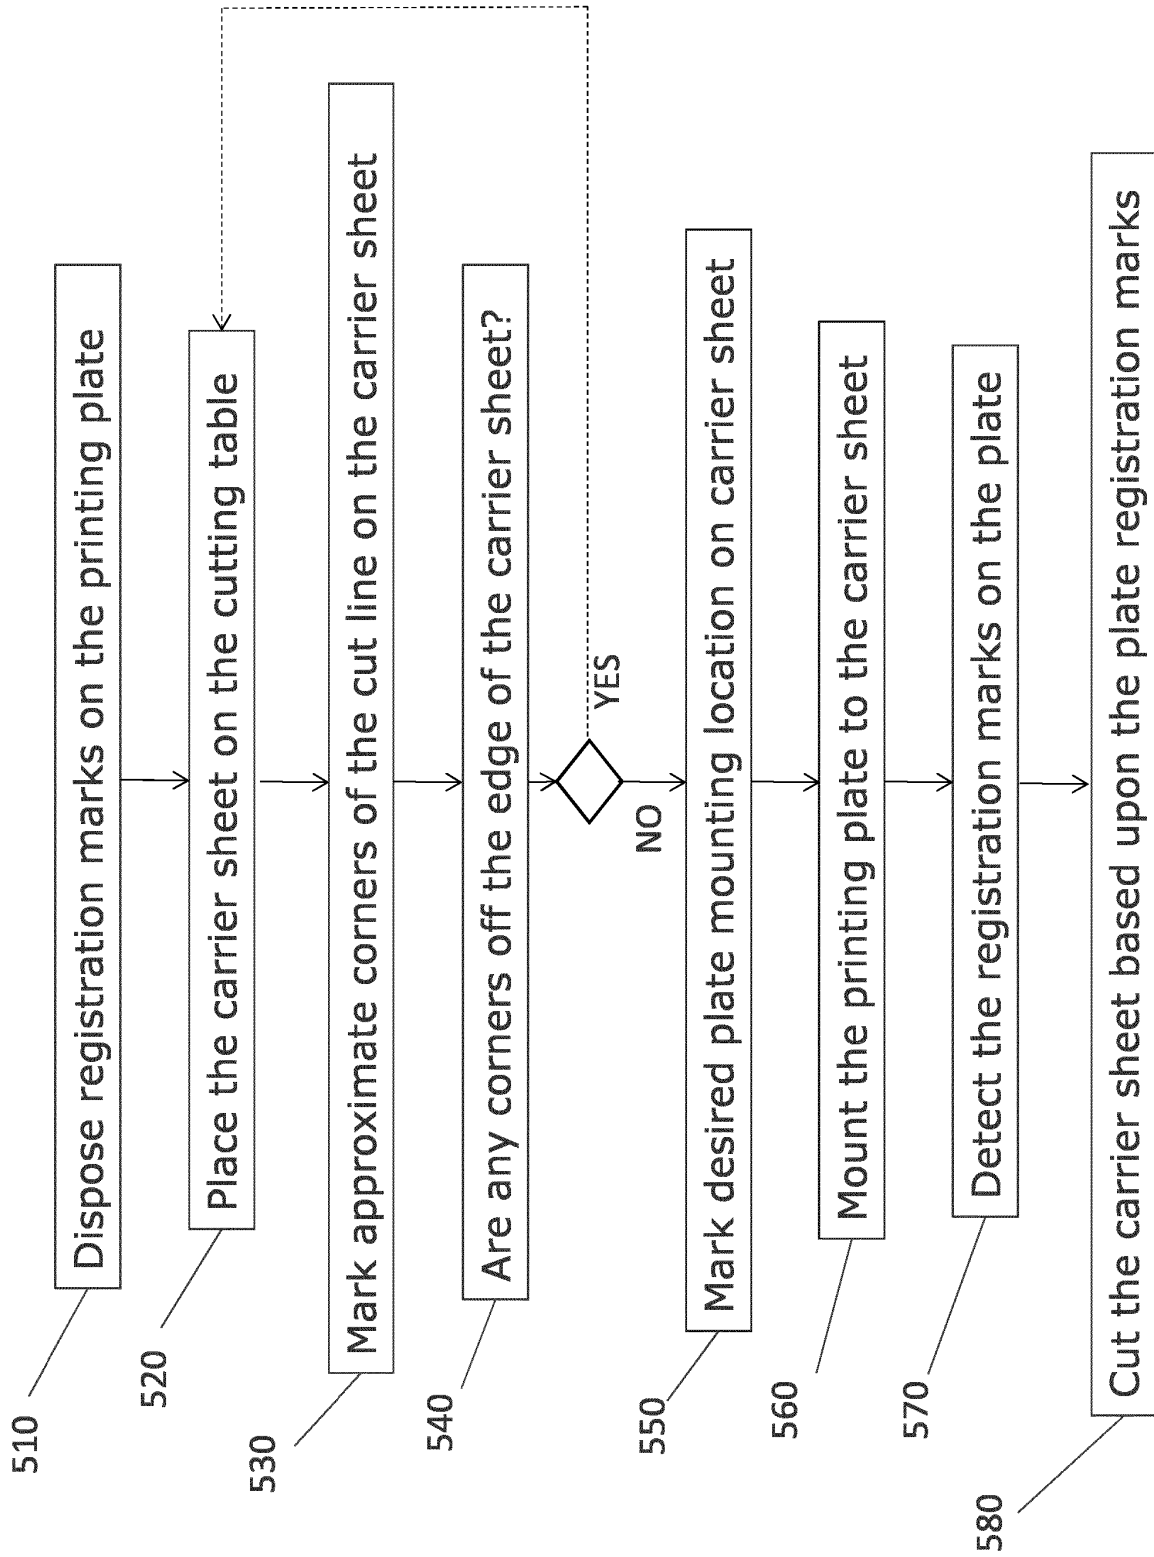 510
Dispose registration marks on the printing plate
520
Place the carrier sheet on the cutting table
530
Mark approximate corners of the cut line on the carrier sheet
540
Are any corners off the edge of the carrier sheet?
YES
NO
550
Mark desired plate mounting location on carrier sheet
560
Mount the printing plate to the carrier sheet
570
Detect the registration marks on the plate
580
Cut the carrier sheet based upon the plate registration marks